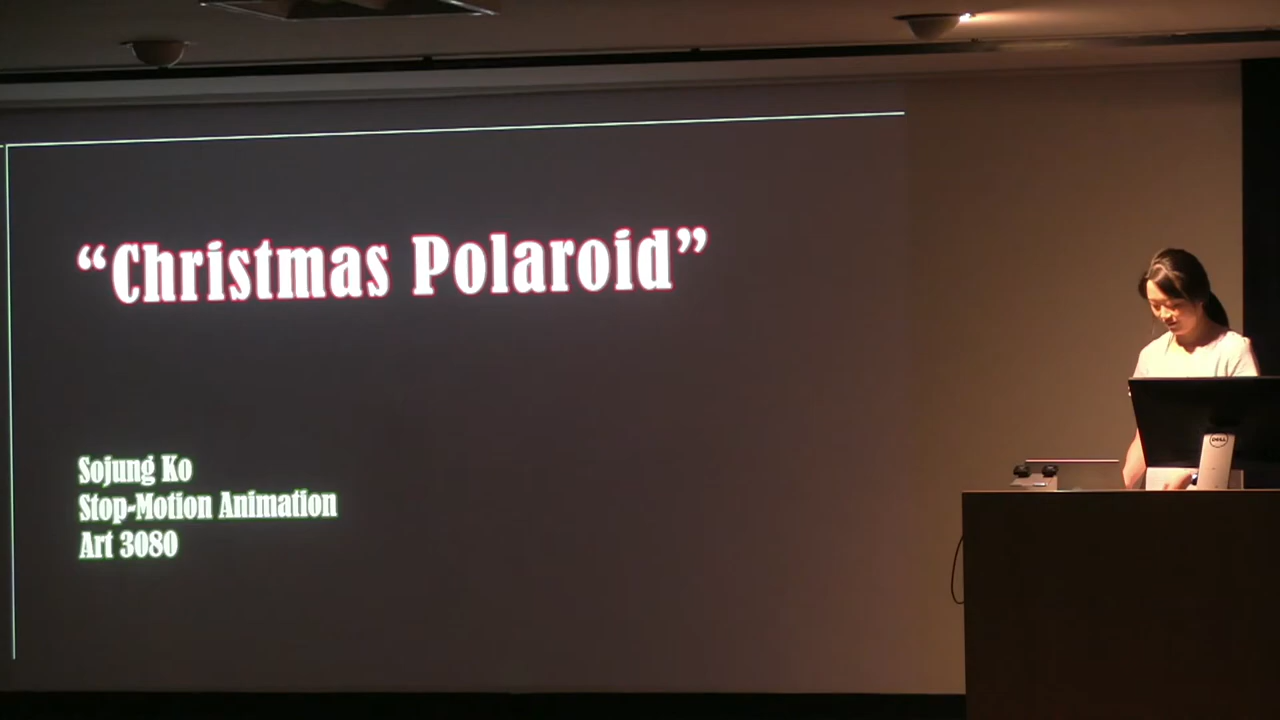 “Christmas Polaroid”
Sojung Ko
Stop-Motion Animation
Art 3080
DELL